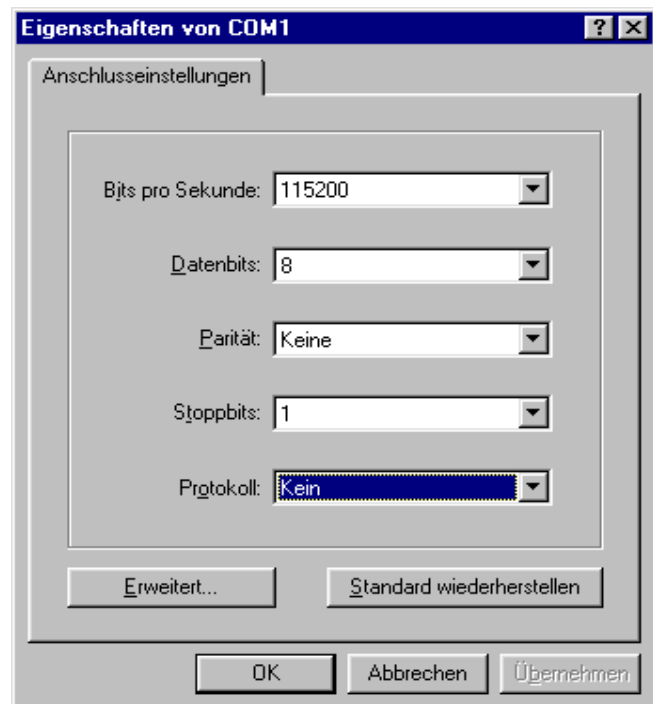 Eigenschaften von COM1
Anschlusseinstellungen
Bits pro Sekunde: 115200
Datenbits: 8
Parität: Keine
Stoppbits: 1
Protokoll: Kein
Erweitert... Standard wiederherstellen
OK Abbrechen Übernehmen